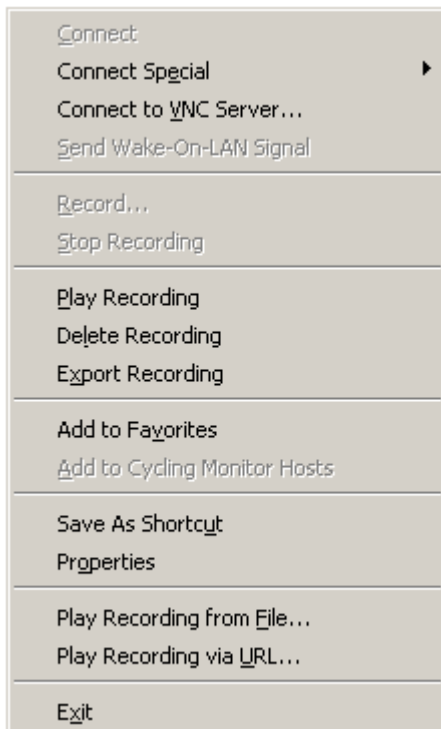 Connect
Connect Special
Connect to VNC Server...
Send Wake-On-LAN Signal
Record...
Stop Recording
Play Recording
Delete Recording
Export Recording
Add to Favorites
Add to Cycling Monitor Hosts
Save As Shortcut
Properties
Play Recording from File...
Play Recording via URL...
Exit